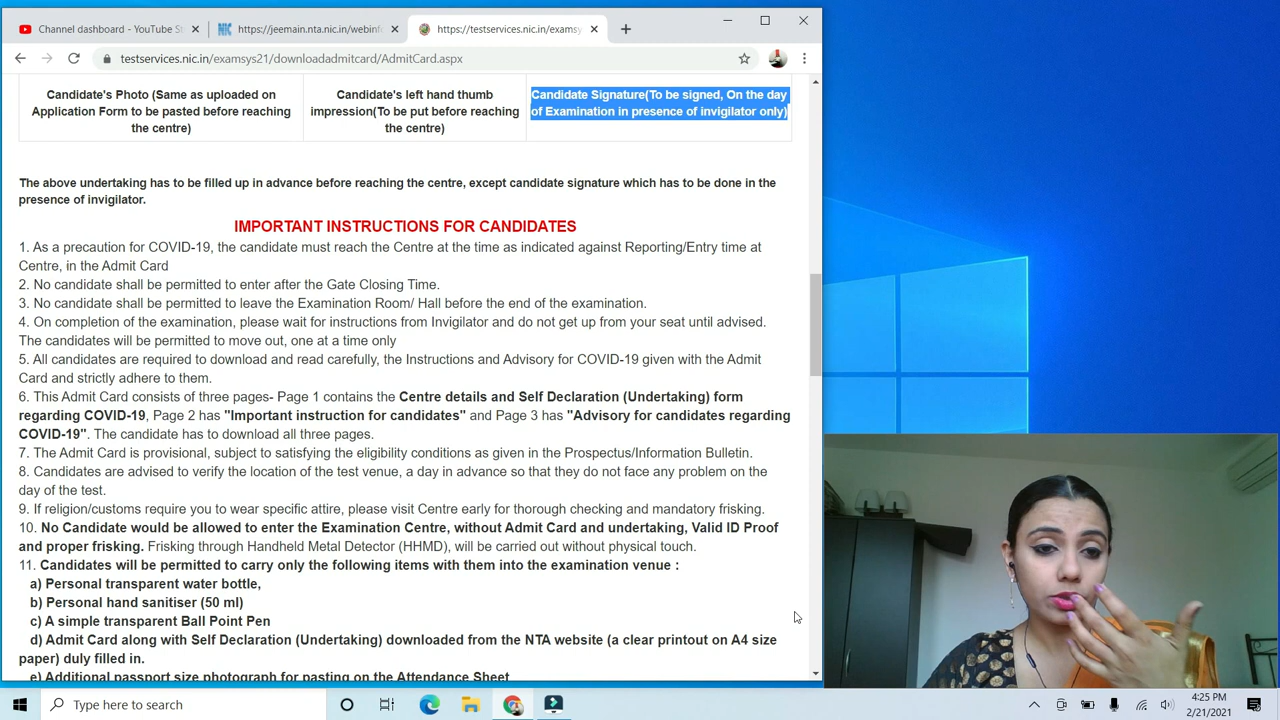 Channel dashboard - YouTube St
https://jeemain.nta.nic.in/webinfo
https://testservices.nic.in/examsy
testservices.nic.in/examsys21/downloadadmitcard/AdmitCard.aspx
Candidate's Photo (Same as uploaded on
Application Form to be pasted before reaching
the centre)
Candidate's left hand thumb
impression(To be put before reaching
the centre)
Candidate Signature(To be signed, On the day
of Examination in presence of invigilator only)
The above undertaking has to be filled up in advance before reaching the centre, except candidate signature which has to be done in the
presence of invigilator.
IMPORTANT INSTRUCTIONS FOR CANDIDATES
1. As a precaution for COVID-19, the candidate must reach the Centre at the time as indicated against Reporting/Entry time at
Centre, in the Admit Card
2. No candidate shall be permitted to enter after the Gate Closing Time.
3. No candidate shall be permitted to leave the Examination Room/ Hall before the end of the examination.
4. On completion of the examination, please wait for instructions from Invigilator and do not get up from your seat until advised.
The candidates will be permitted to move out, one at a time only
5. All candidates are required to download and read carefully, the Instructions and Advisory for COVID-19 given with the Admit
Card and strictly adhere to them.
6. This Admit Card consists of three pages- Page 1 contains the Centre details and Self Declaration (Undertaking) form
regarding COVID-19, Page 2 has "Important instruction for candidates" and Page 3 has "Advisory for candidates regarding
COVID-19". The candidate has to download all three pages.
7. The Admit Card is provisional, subject to satisfying the eligibility conditions as given in the Prospectus/Information Bulletin.
8. Candidates are advised to verify the location of the test venue, a day in advance so that they do not face any problem on the
day of the test.
9. If religion/customs require you to wear specific attire, please visit Centre early for thorough checking and mandatory frisking.
10. No Candidate would be allowed to enter the Examination Centre, without Admit Card and undertaking, Valid ID Proof
and proper frisking. Frisking through Handheld Metal Detector (HHMD), will be carried out without physical touch.
11. Candidates will be permitted to carry only the following items with them into the examination venue :
a) Personal transparent water bottle,
b) Personal hand sanitiser (50 ml)
c) A simple transparent Ball Point Pen
d) Admit Card along with Self Declaration (Undertaking) downloaded from the NTA website (a clear printout on A4 size
paper) duly filled in.
e) Additional passport size photograph for pasting on the Attendance Sheet
Type here to search
4:25 PM
2/21/2021